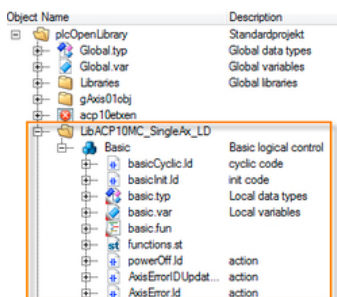 Object Name Description
plcOpenLibrary Standardprojekt
Global.typ Global data types
Global.var Global variables
Libraries Global libraries
gAxis01obj
acp10etxen
LibACP10MC_SingleAx_LD
Basic Basic logical control
basicCyclic.ld cyclic code
basicInit.ld init code
basic.typ Local data types
basic.var Local variables
basic.fun
functions.st
powerOff.ld action
AxisErrorIDUpdat... action
AxisError.ld action